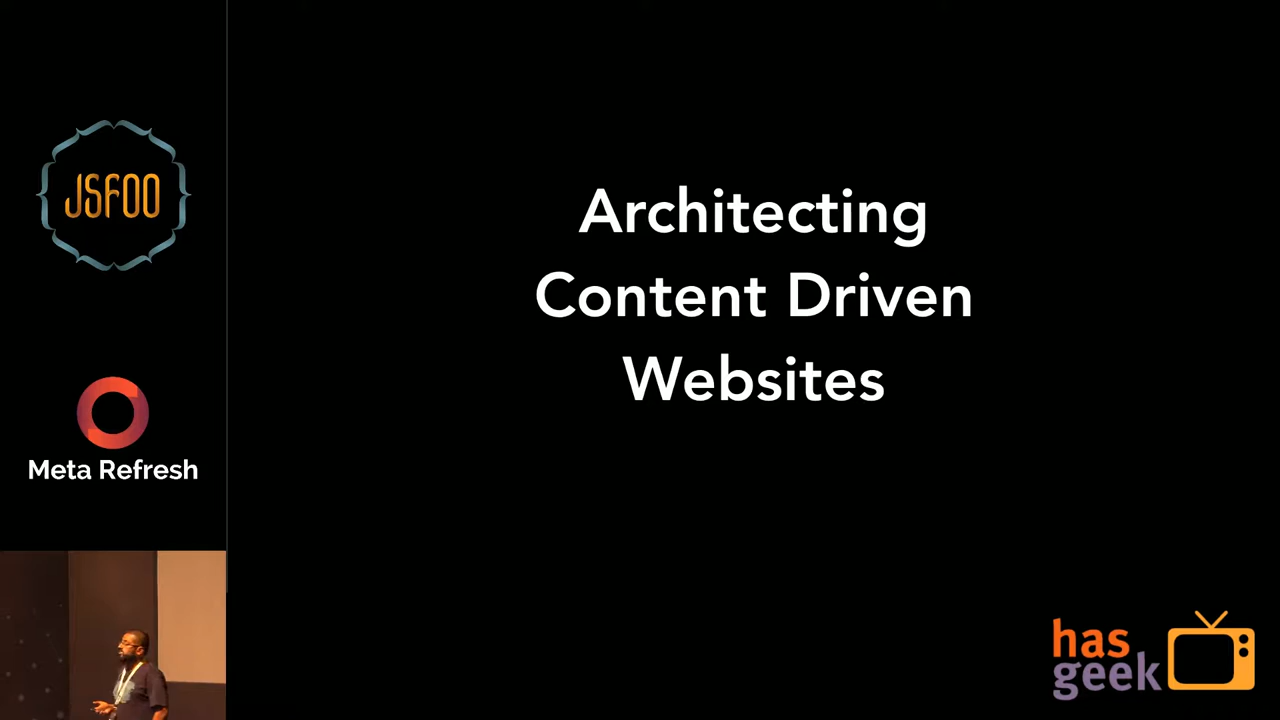 JSFOO
Meta Refresh
Architecting
Content Driven
Websites
has
geek